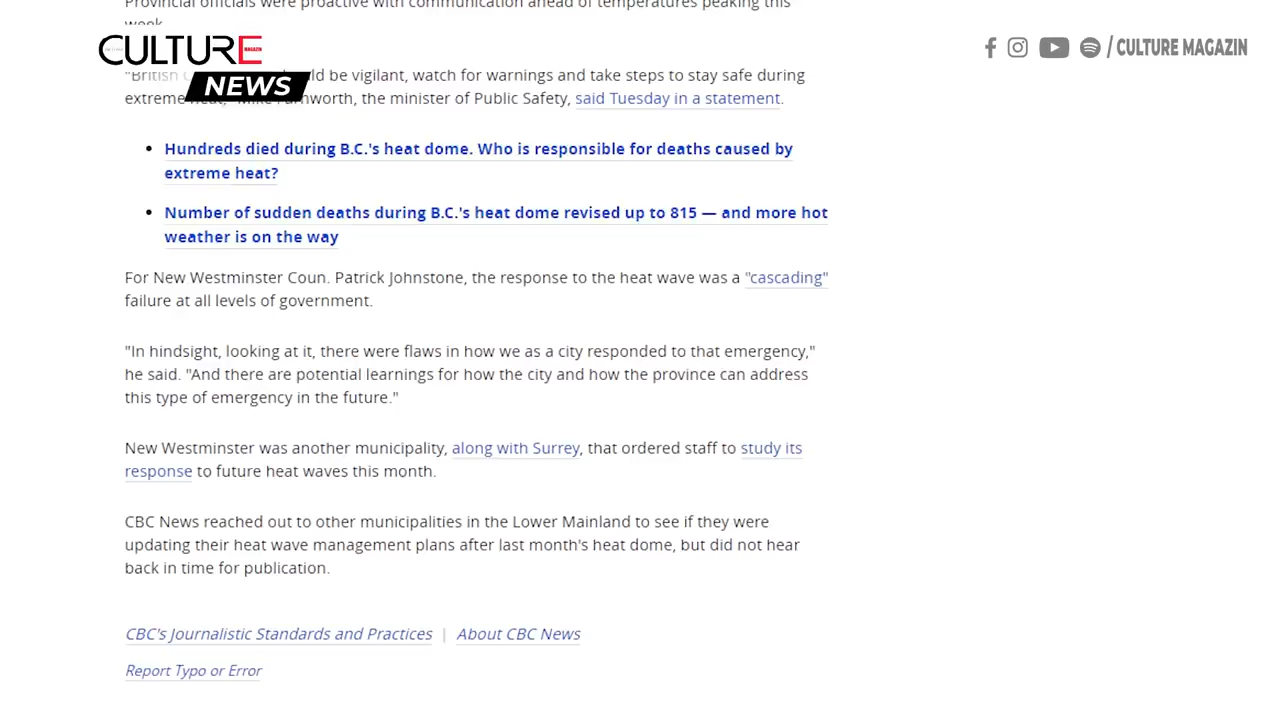 Provincial officials were proactive with communication ahead of temperatures peaking this
week.
CULTURE MAGAZIN
NEWS
/ CULTURE MAGAZIN
"British be vigilant, watch for warnings and take steps to stay safe during
extreme the minister of Public Safety, said Tuesday in a statement.
• Hundreds died during B.C.'s heat dome. Who is responsible for deaths caused by
extreme heat?
• Number of sudden deaths during B.C.'s heat dome revised up to 815 — and more hot
weather is on the way
For New Westminster Coun. Patrick Johnstone, the response to the heat wave was a "cascading"
failure at all levels of government.
"In hindsight, looking at it, there were flaws in how we as a city responded to that emergency,"
he said. "And there are potential learnings for how the city and how the province can address
this type of emergency in the future."
New Westminster was another municipality, along with Surrey, that ordered staff to study its
response to future heat waves this month.
CBC News reached out to other municipalities in the Lower Mainland to see if they were
updating their heat wave management plans after last month's heat dome, but did not hear
back in time for publication.
CBC's Journalistic Standards and Practices | About CBC News
Report Typo or Error